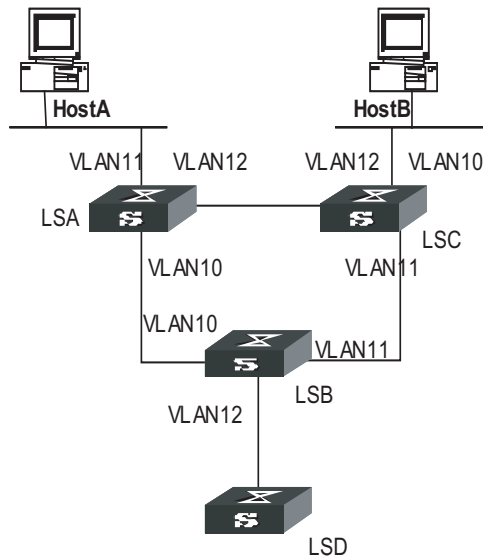 HostA
HostB
VLAN11
VLAN12
VLAN12
VLAN10
LSA
LSC
VLAN10
VLAN11
VLAN10
VLAN11
LSB
VLAN12
LSD